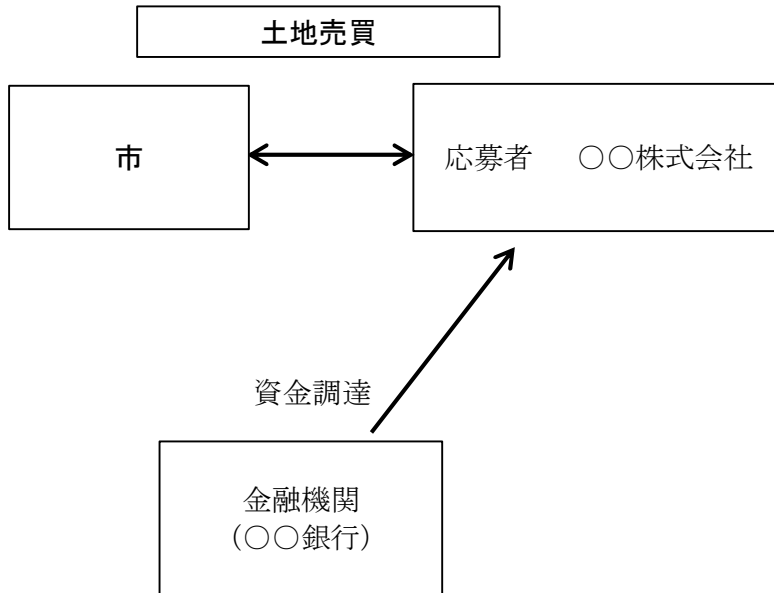 土地売買
市
応募者　○○株式会社
資金調達
金融機関
（○○銀行）